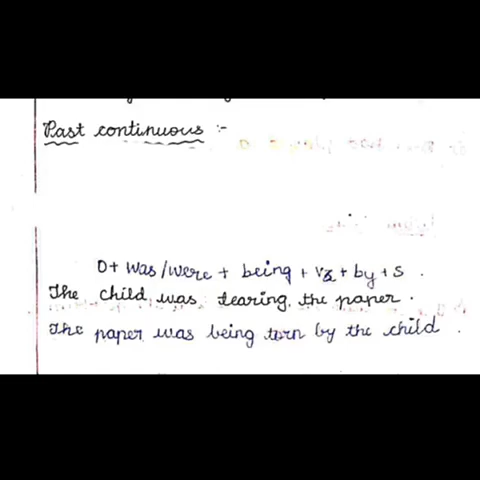 Past continuous :-
O + was/were + being + V3 + by + S .
The child was tearing the paper .
The paper was being torn by the child .